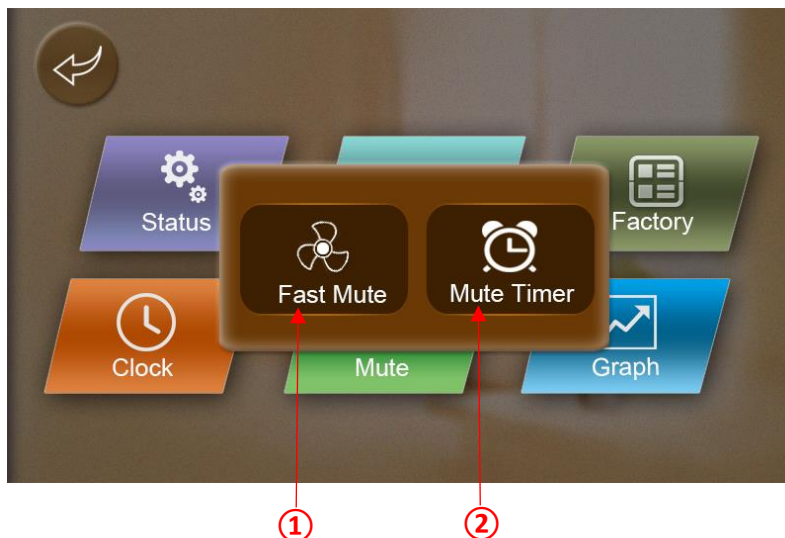 Status
Factory
Fast Mute
Mute Timer
Clock
Mute
Graph
① ②